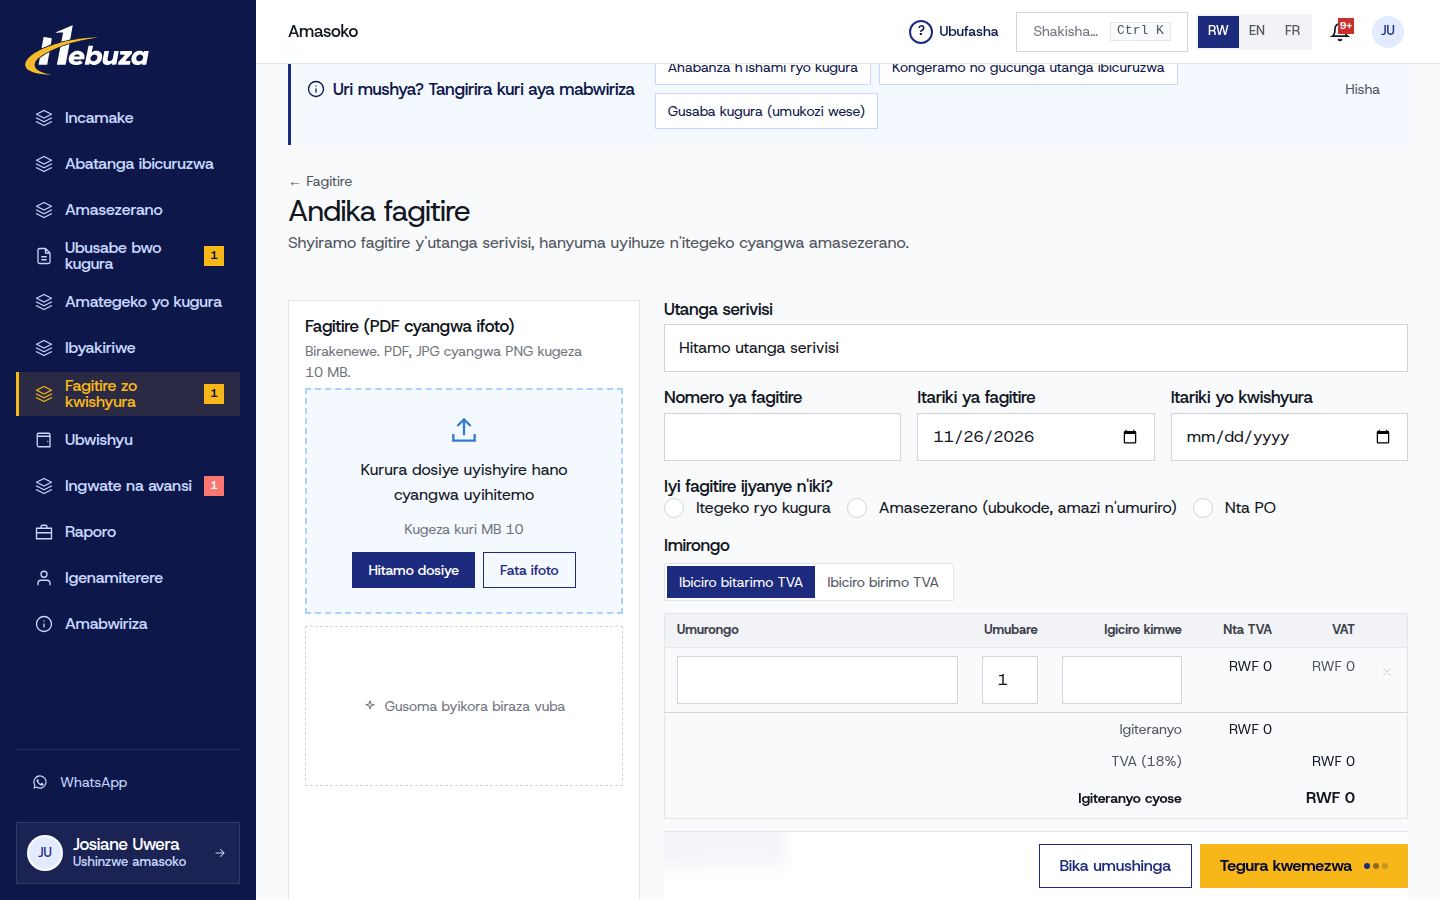 Hebuza
Incamake
Abatanga ibicuruzwa
Amasezerano
Ubusabe bwo kugura
1
Amategeko yo kugura
Ibyakiriwe
Fagitire zo kwishyura
1
Ubwishyu
Ingwate na avansi
1
Raporo
Igenamiterere
Amabwiriza
WhatsApp
JU
Josiane Uwera
Ushinzwe amasoko
Amasoko
? Ubufasha
Shakisha... Ctrl K
RW EN FR
9+
JU
Uri mushya? Tangirira kuri aya mabwiriza
Ahabanza h'ishami ryo kugura
Kongeramo no gucunga utanga ibicuruzwa
Gusaba kugura (umukozi wese)
Hisha
← Fagitire
Andika fagitire
Shyiramo fagitire y'utanga serivisi, hanyuma uyihuze n'itegeko cyangwa amasezerano.
Fagitire (PDF cyangwa ifoto)
Birakenewe. PDF, JPG cyangwa PNG kugeza
10 MB.
Kurura dosiye uyishyire hano
cyangwa uyihitemo
Kugeza kuri MB 10
Hitamo dosiye
Fata ifoto
Gusoma byikora biraza vuba
Utanga serivisi
Hitamo utanga serivisi
Nomero ya fagitire
Itariki ya fagitire
Itariki yo kwishyura
11/26/2026
mm/dd/yyyy
Iyi fagitire ijyanye n'iki?
Itegeko ryo kugura
Amasezerano (ubukode, amazi n'umuriro)
Nta PO
Imirongo
Ibiciro bitarimo TVA
Ibiciro birimo TVA
Umurongo Umubare Igiciro kimwe Nta TVA VAT
1 RWF 0 RWF 0 ×
Igiteranyo RWF 0
TVA (18%) RWF 0
Igiteranyo cyose RWF 0
Bika umushinga
Tegura kwemezwa